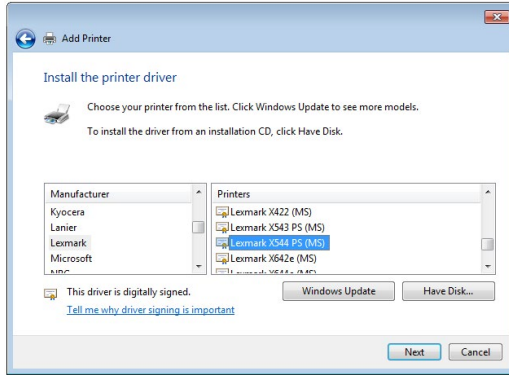 Add Printer
Install the printer driver
Choose your printer from the list. Click Windows Update to see more models.
To install the driver from an installation CD, click Have Disk.
Manufacturer
Kyocera
Lanier
Lexmark
Microsoft
Printers
Lexmark X422 (MS)
Lexmark X543 PS (MS)
Lexmark X544 PS (MS)
Lexmark X642e (MS)
This driver is digitally signed.
Tell me why driver signing is important
Windows Update
Have Disk...
Next
Cancel